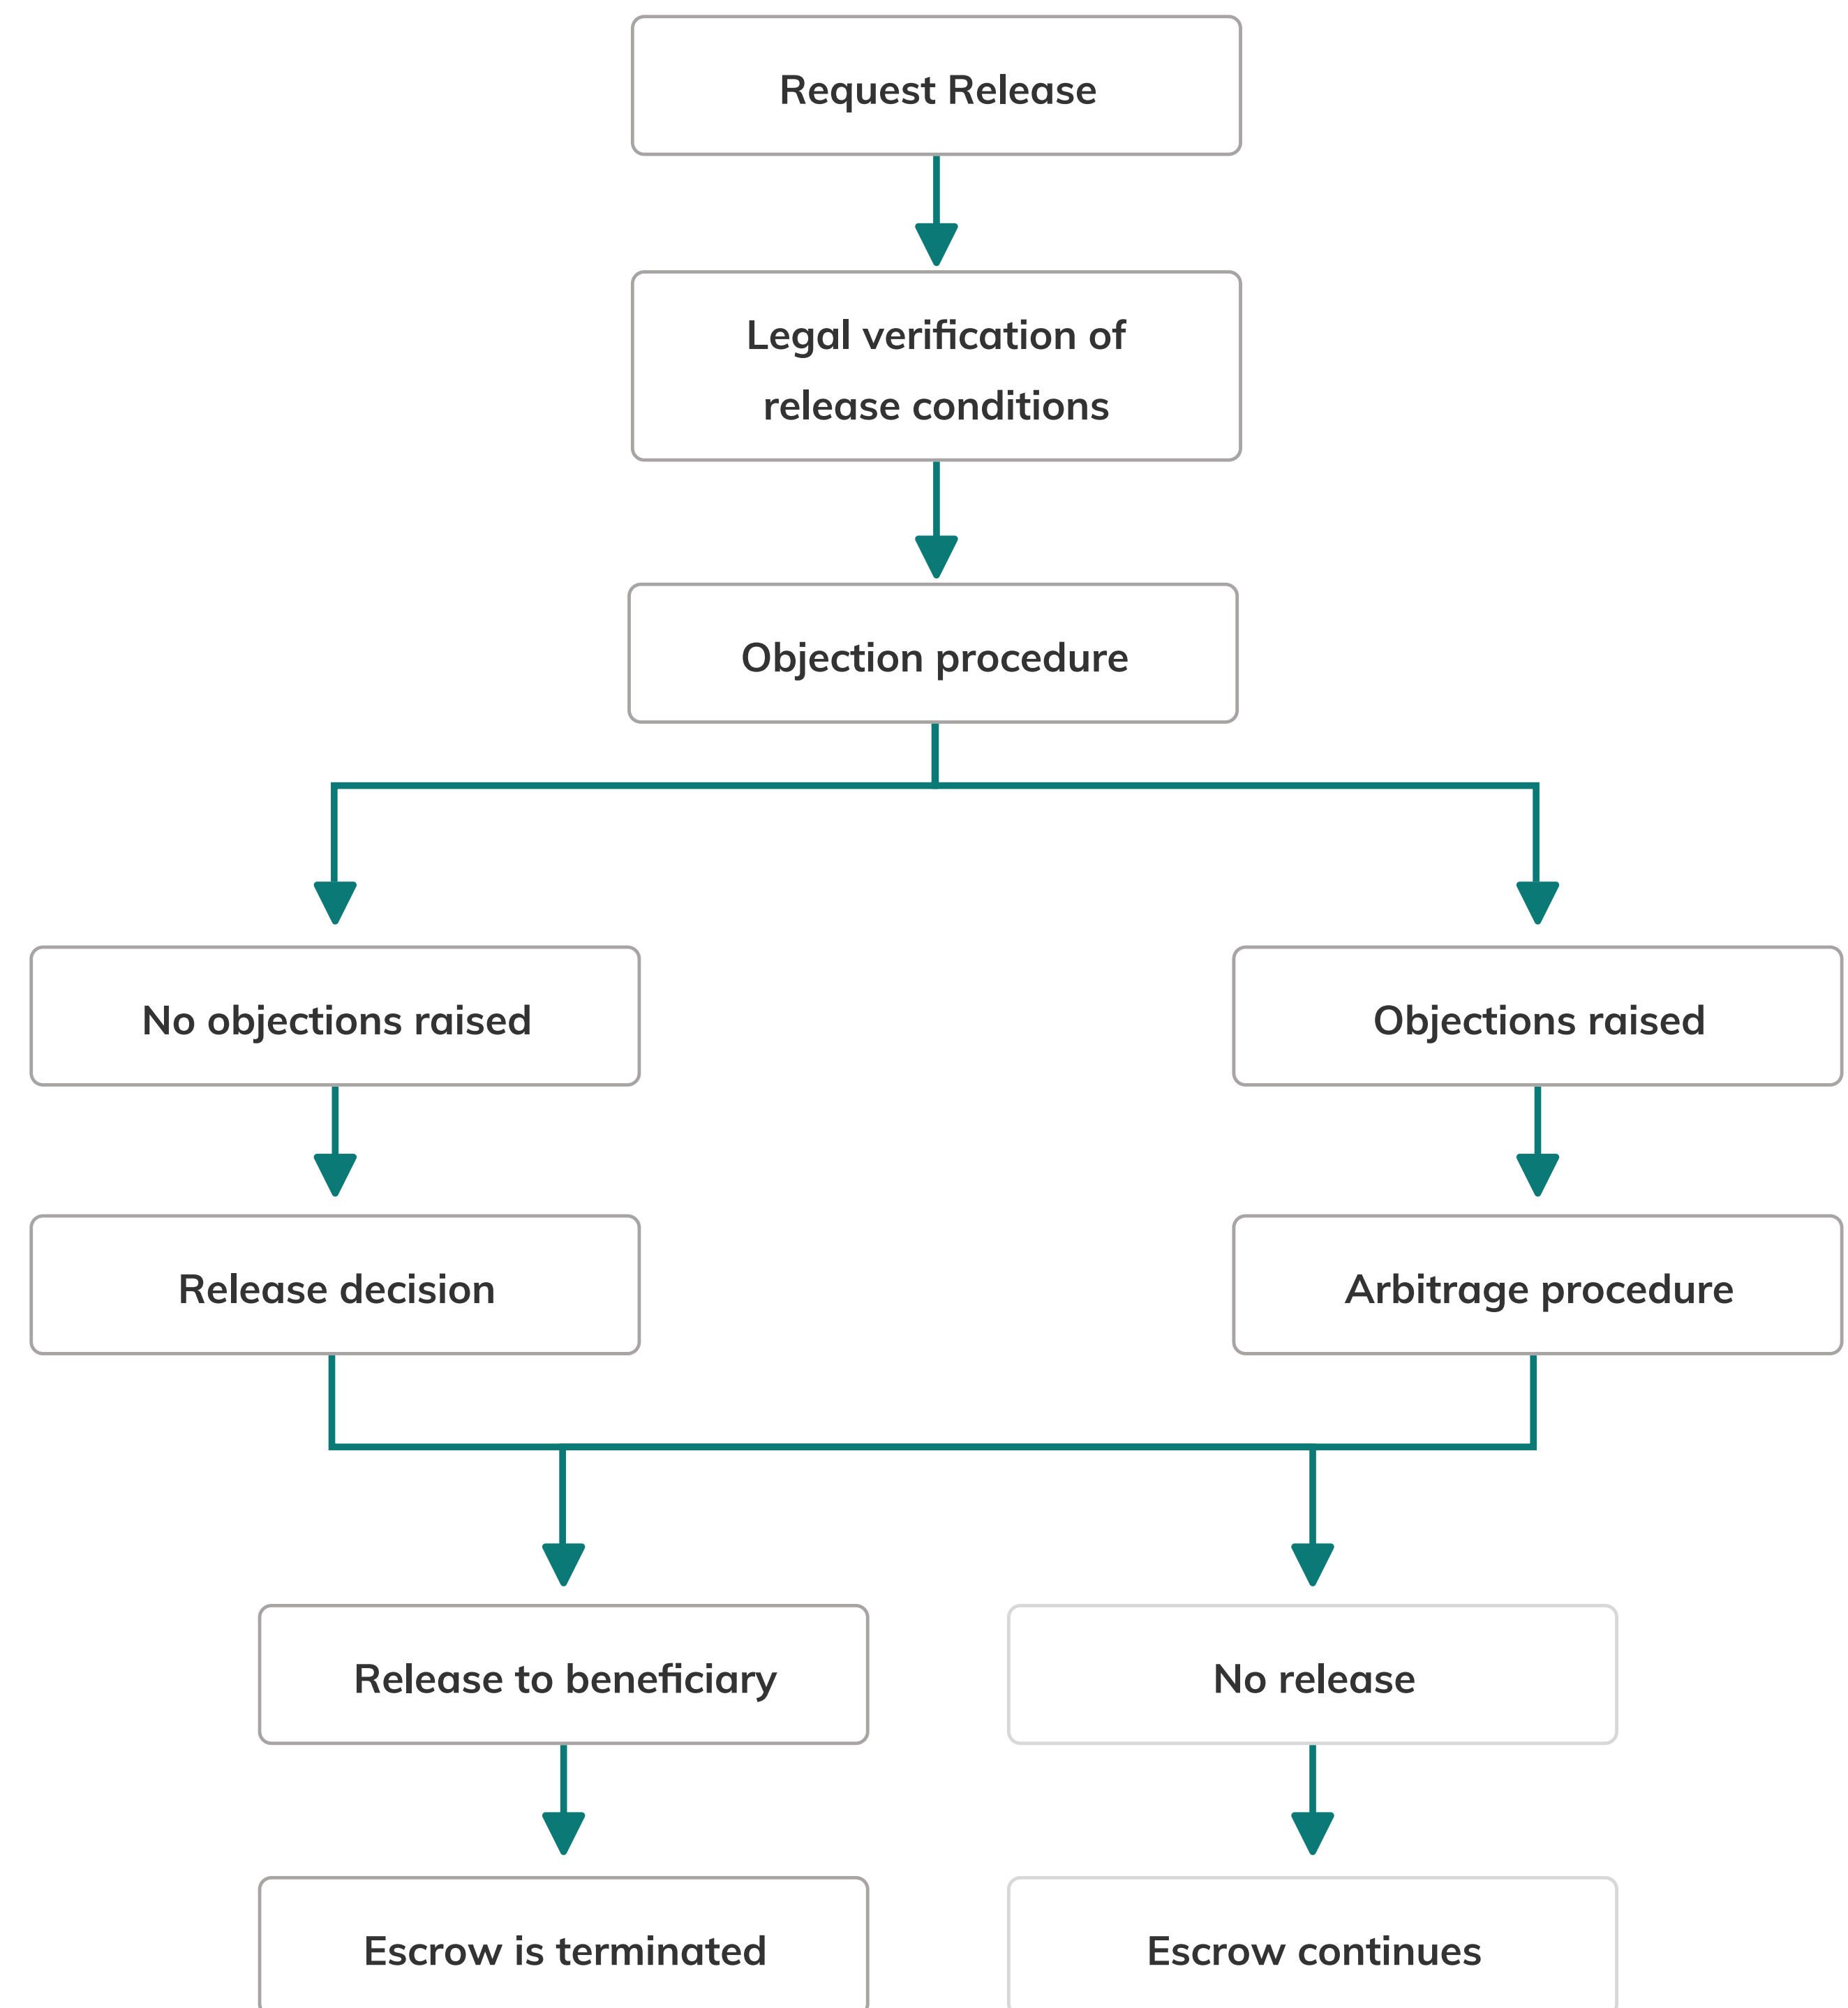 Request Release
Legal verification of
release conditions
Objection procedure
No objections raised
Objections raised
Release decision
Arbitrage procedure
Release to beneficiary
No release
Escrow is terminated
Escrow continues